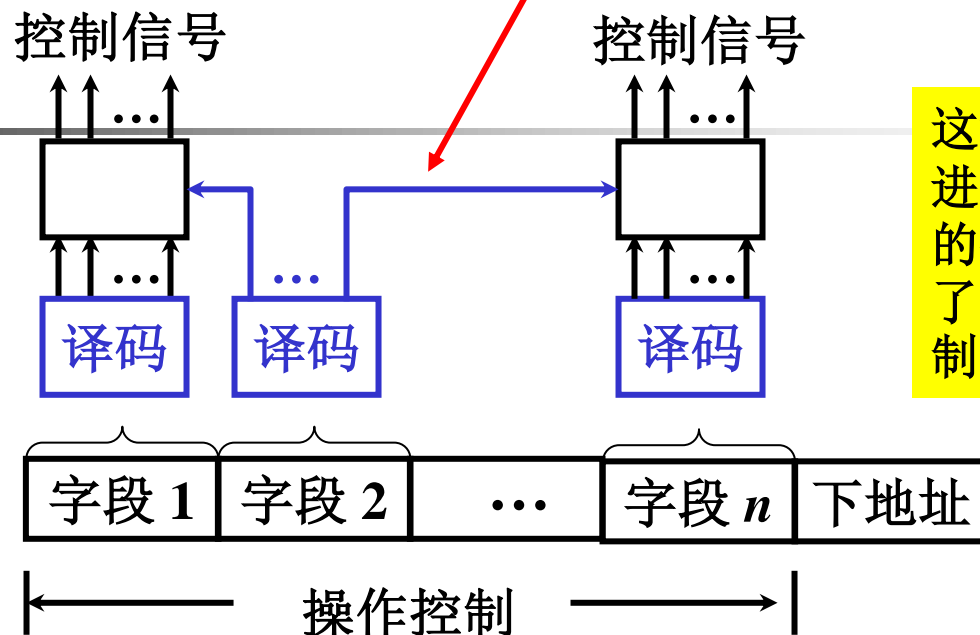 控制信号
控制信号
… …
这
进
的
了
制
… … …
译码 译码 译码
字段 1 字段 2 … 字段 n 下地址
操作控制